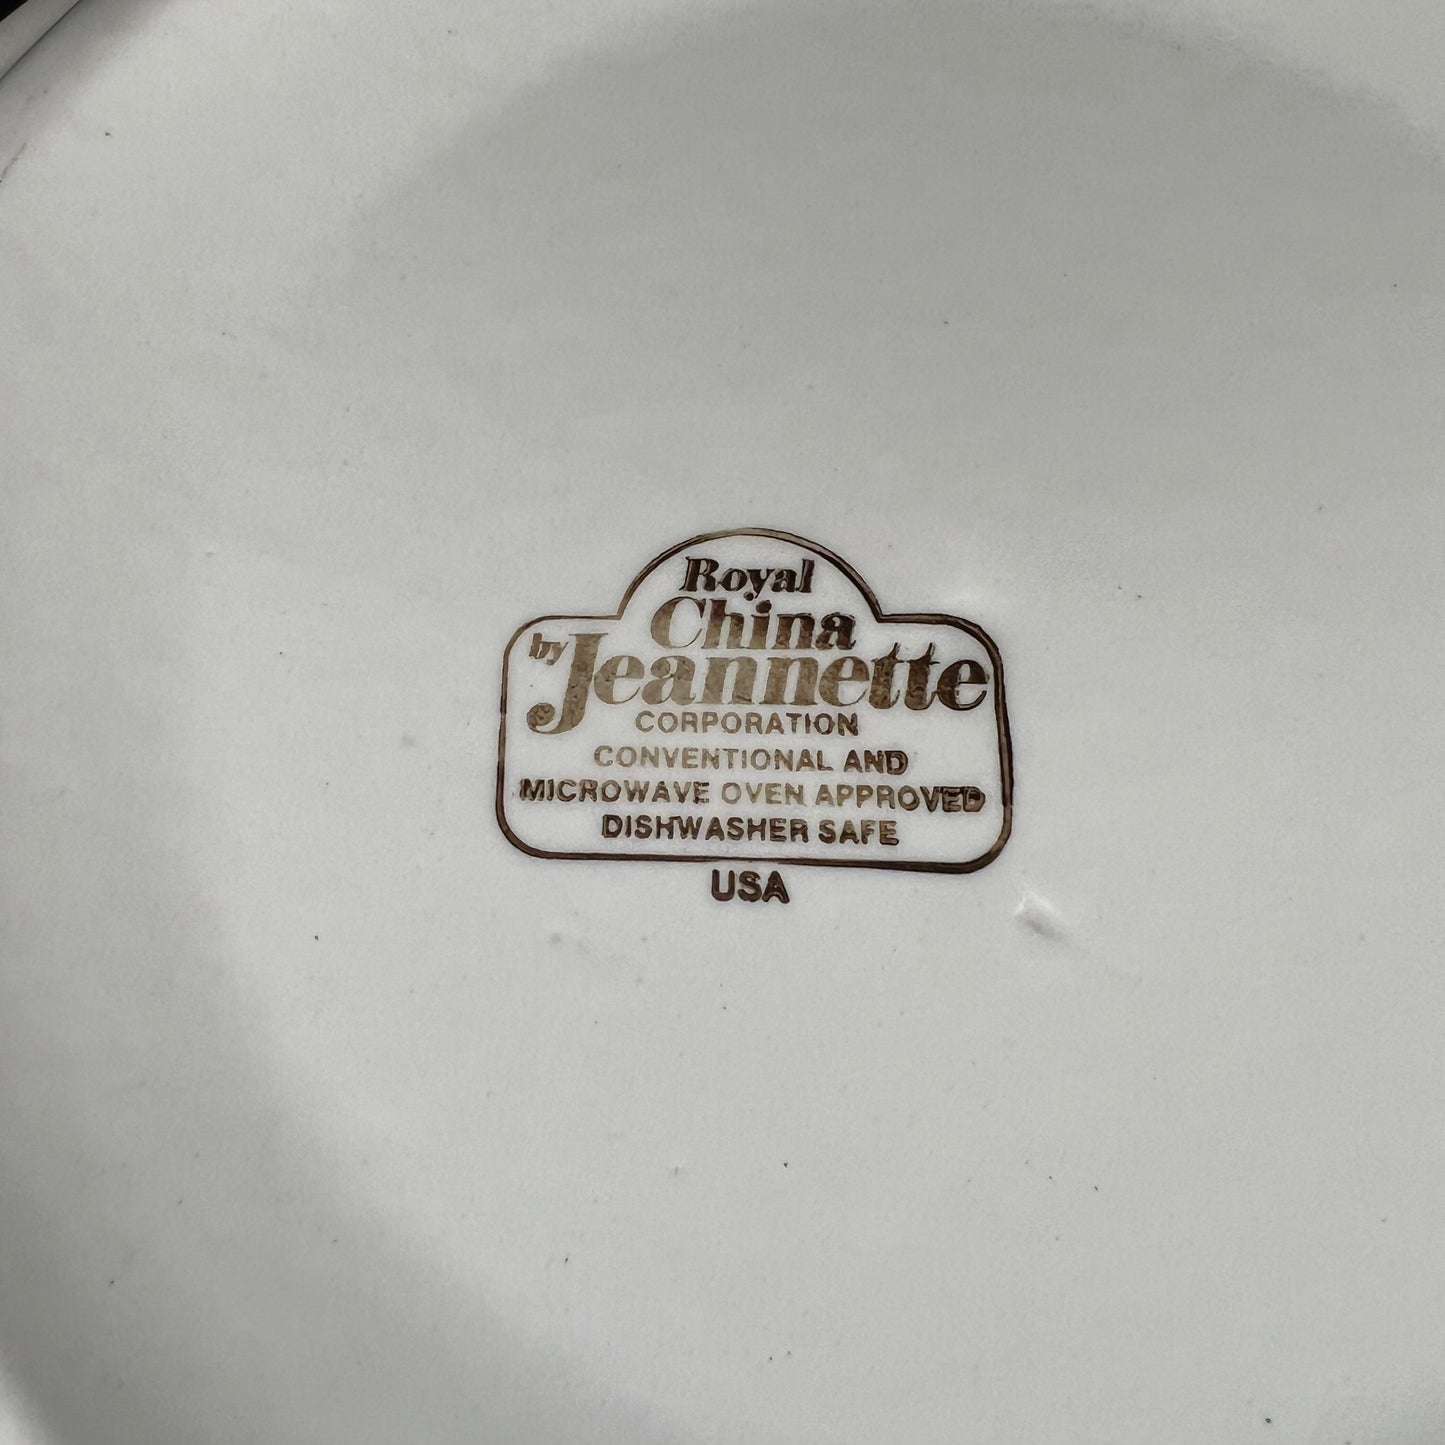 Royal
China
by Jeannette
CORPORATION
CONVENTIONAL AND
MICROWAVE OVEN APPROVED
DISHWASHER SAFE
USA